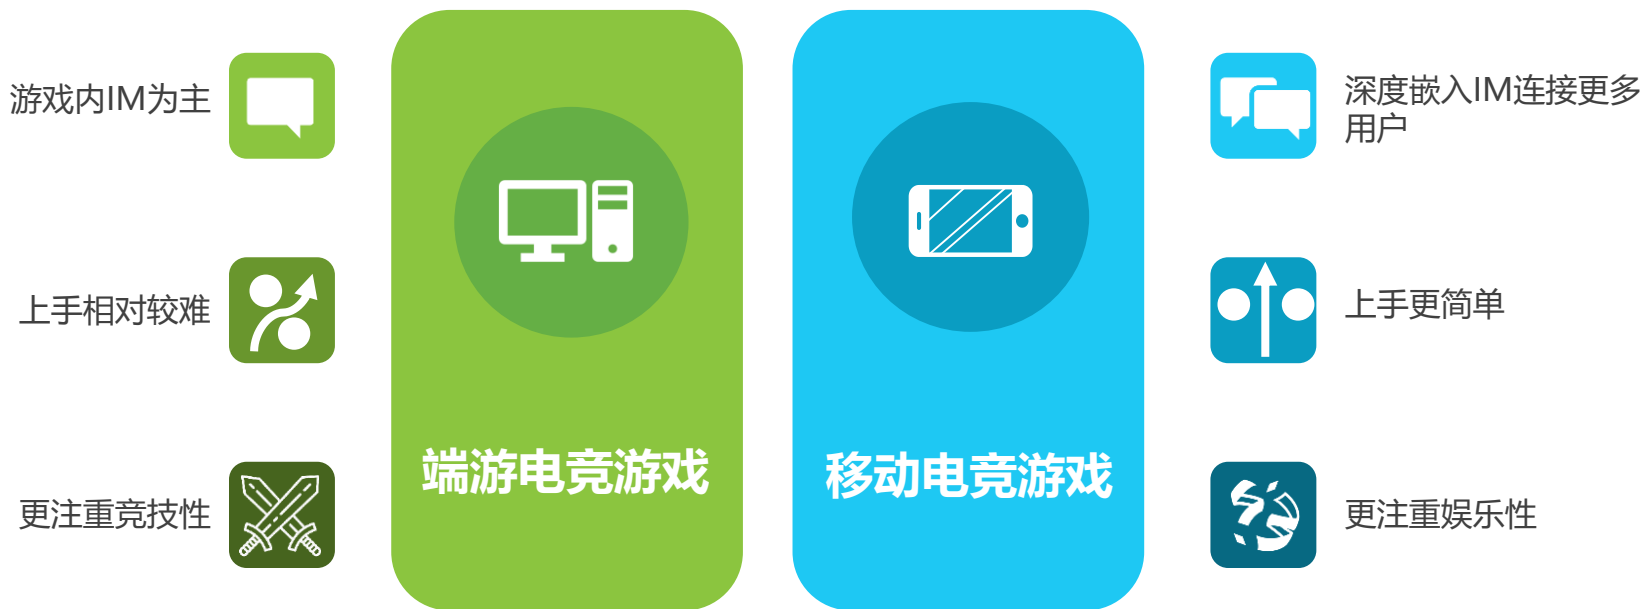 游戏内IM为主
上手相对较难
更注重竞技性
端游电竞游戏
移动电竞游戏
深度嵌入IM连接更多
用户
上手更简单
更注重娱乐性